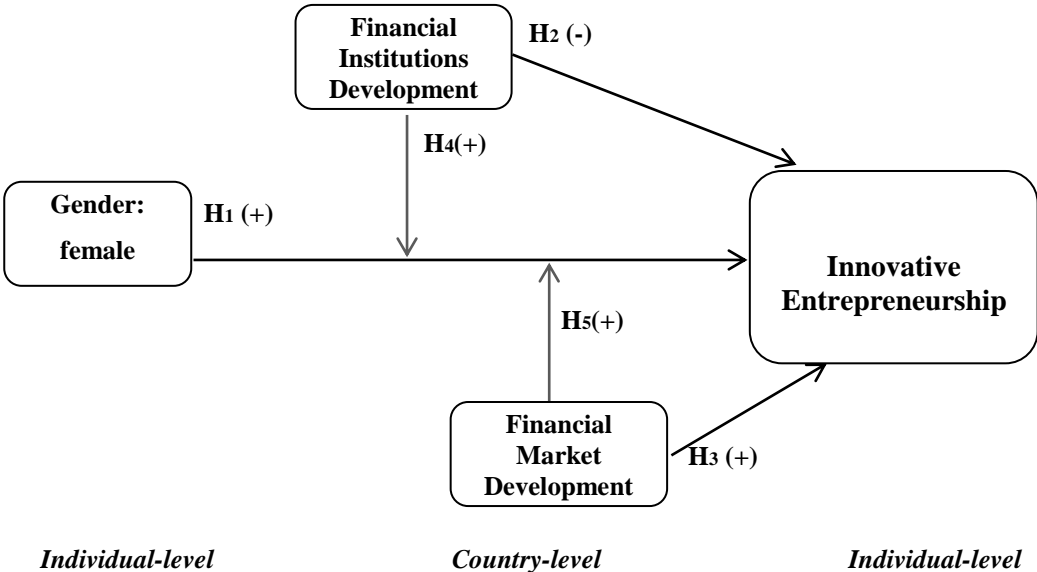 Financial
Institutions
Development
H2 (-)
H4(+)
Gender:
female
H1 (+)
Innovative
Entrepreneurship
H5(+)
Financial
Market
Development
H3 (+)
Individual-level
Country-level
Individual-level